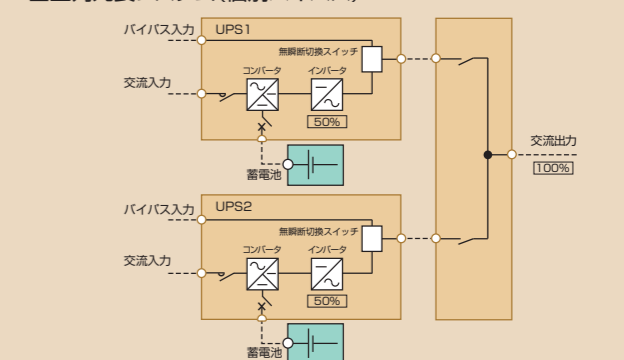 バイパス入力
UPS1
無瞬断切換スイッチ
コンバータ
インバータ
交流入力
50%
蓄電池
交流出力
100%
バイパス入力
UPS2
無瞬断切換スイッチ
コンバータ
インバータ
交流入力
50%
蓄電池